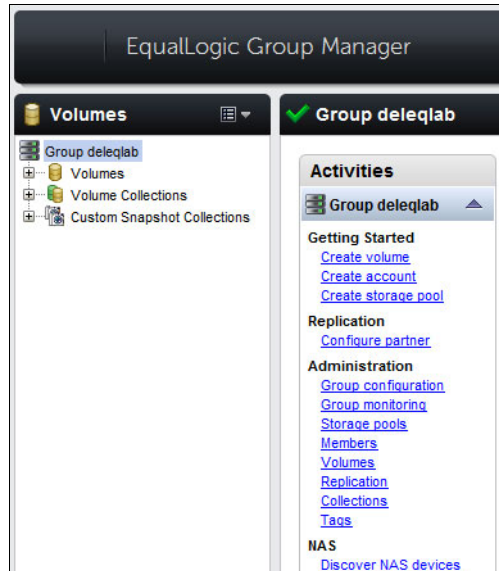 EqualLogic Group Manager
Volumes
Group deleqlab
Volumes
Volume Collections
Custom Snapshot Collections
Group deleqlab
Activities
Group deleqlab
Getting Started
Create volume
Create account
Create storage pool
Replication
Configure partner
Administration
Group configuration
Group monitoring
Storage pools
Members
Volumes
Replication
Collections
Tags
NAS
Discover NAS devices